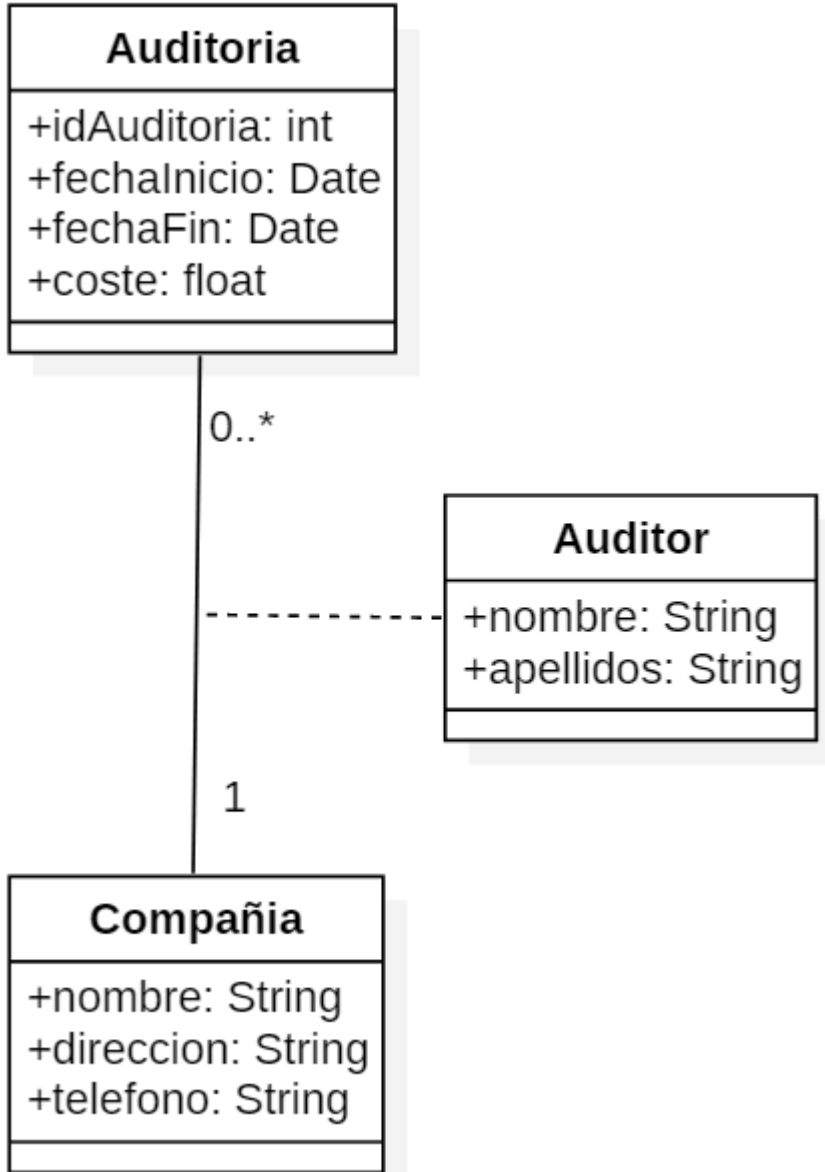 Auditoria
+idAuditoria: int
+fechaInicio: Date
+fechaFin: Date
+coste: float
0..*
Auditor
+nombre: String
+apellidos: String
1
Compañia
+nombre: String
+direccion: String
+telefono: String